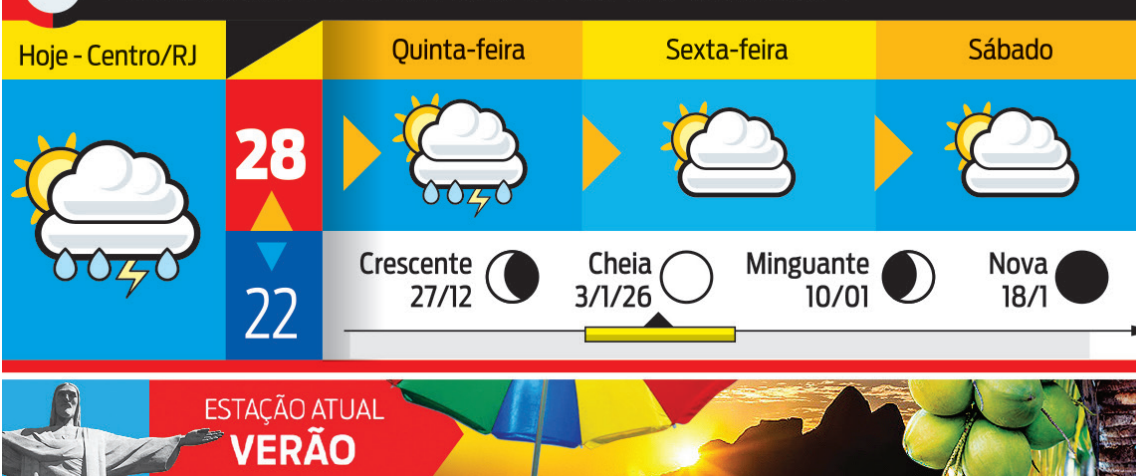 Hoje - Centro/RJ
Quinta-feira
Sexta-feira
Sábado
28
22
Crescente
27/12
Cheia
3/1/26
Minguante
10/01
Nova
18/1
ESTAÇÃO ATUAL
VERÃO